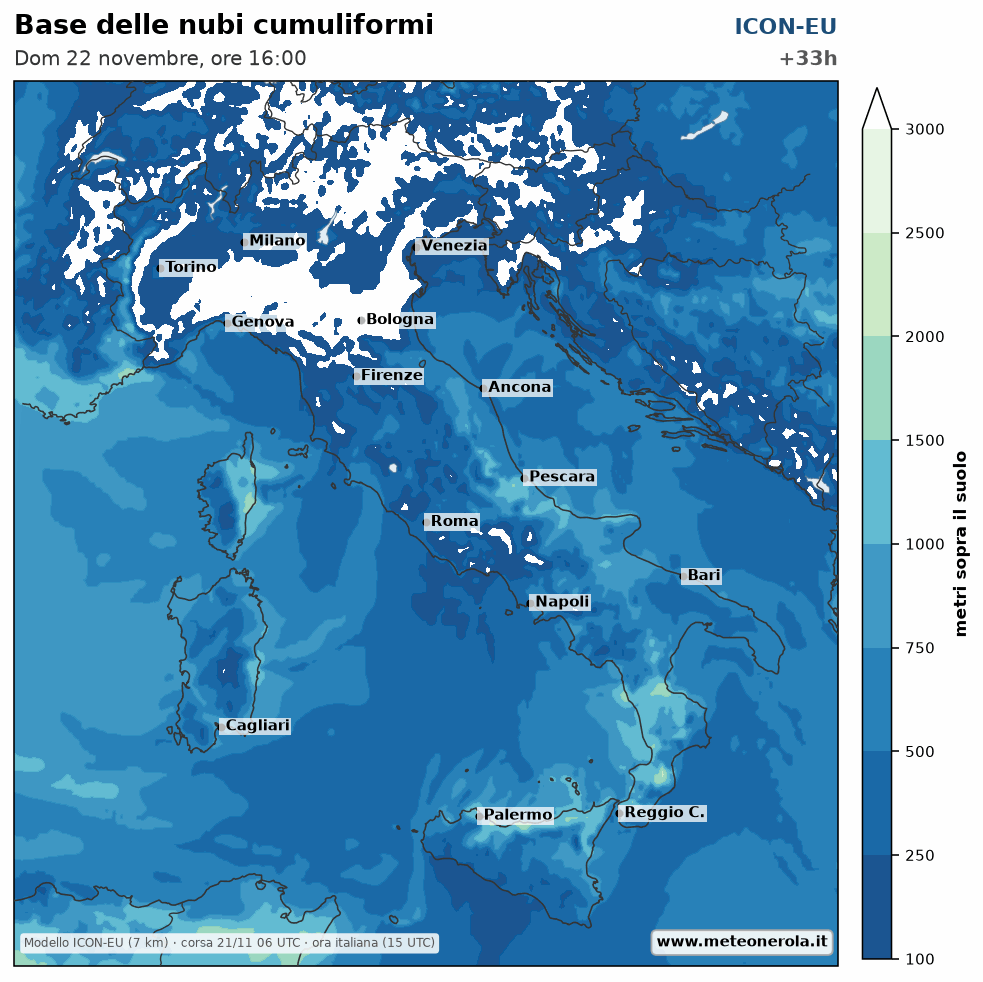 Base delle nubi cumuliformi
ICON-EU
Dom 22 novembre, ore 16:00
+33h
Milano
Venezia
Torino
Genova
Bologna
Firenze
Ancona
Pescara
Roma
Bari
Napoli
Cagliari
Palermo
Reggio C.
3000
2500
2000
1500
1000
750
500
250
100
metri sopra il suolo
Modello ICON-EU (7 km) · corsa 21/11 06 UTC · ora italiana (15 UTC)
www.meteonerola.it